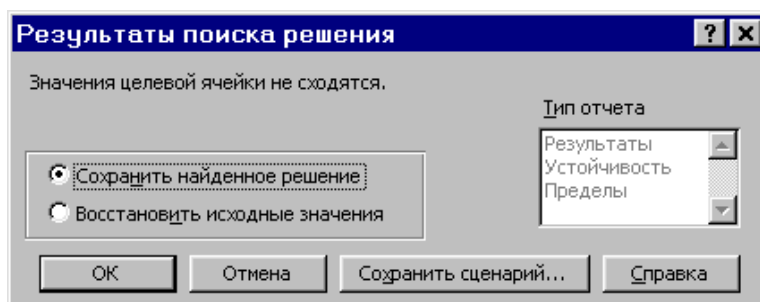 Результаты поиска решения
Значения целевой ячейки не сходятся.
Тип отчета
Результаты
Устойчивость
Пределы
Сохранить найденное решение
Восстановить исходные значения
ОК
Отмена
Сохранить сценарий...
Справка